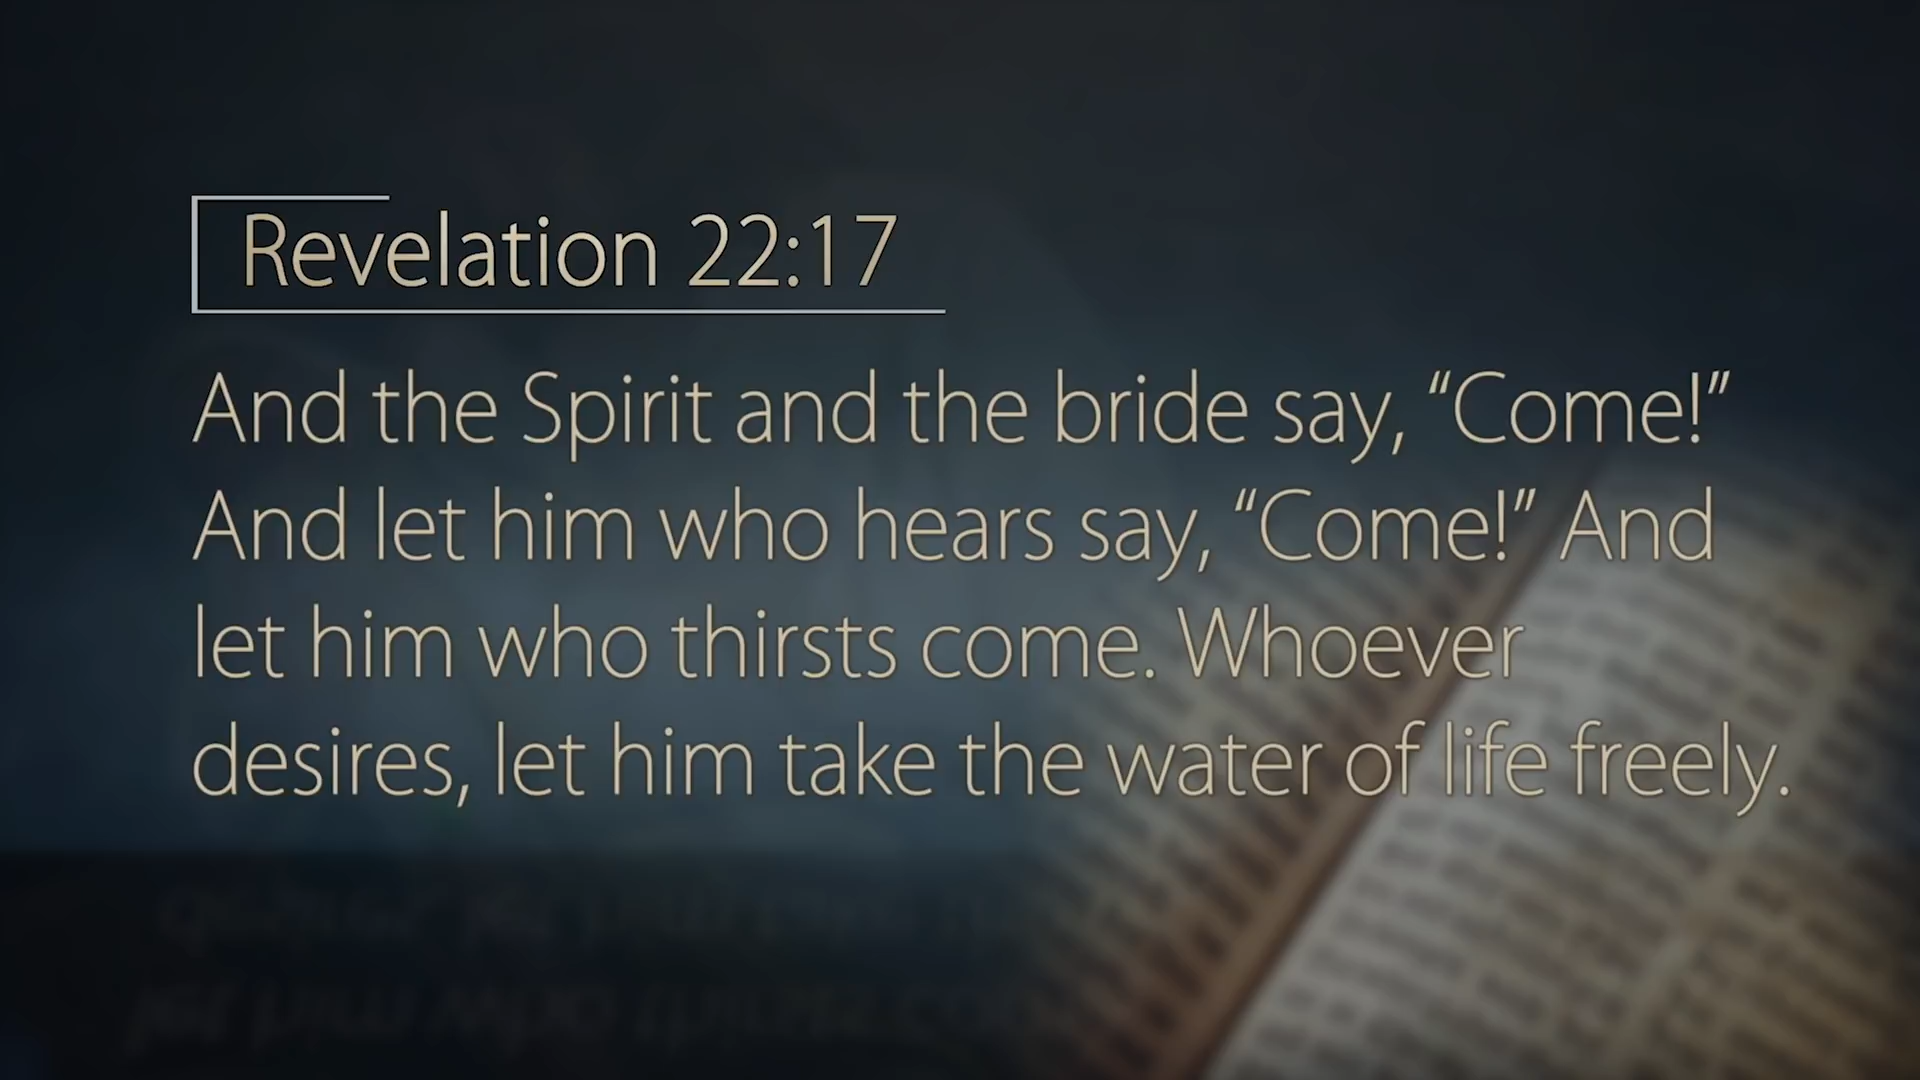 Revelation 22:17
And the Spirit and the bride say, “Come!”
And let him who hears say, “Come!” And
let him who thirsts come. Whoever
desires, let him take the water of life freely.